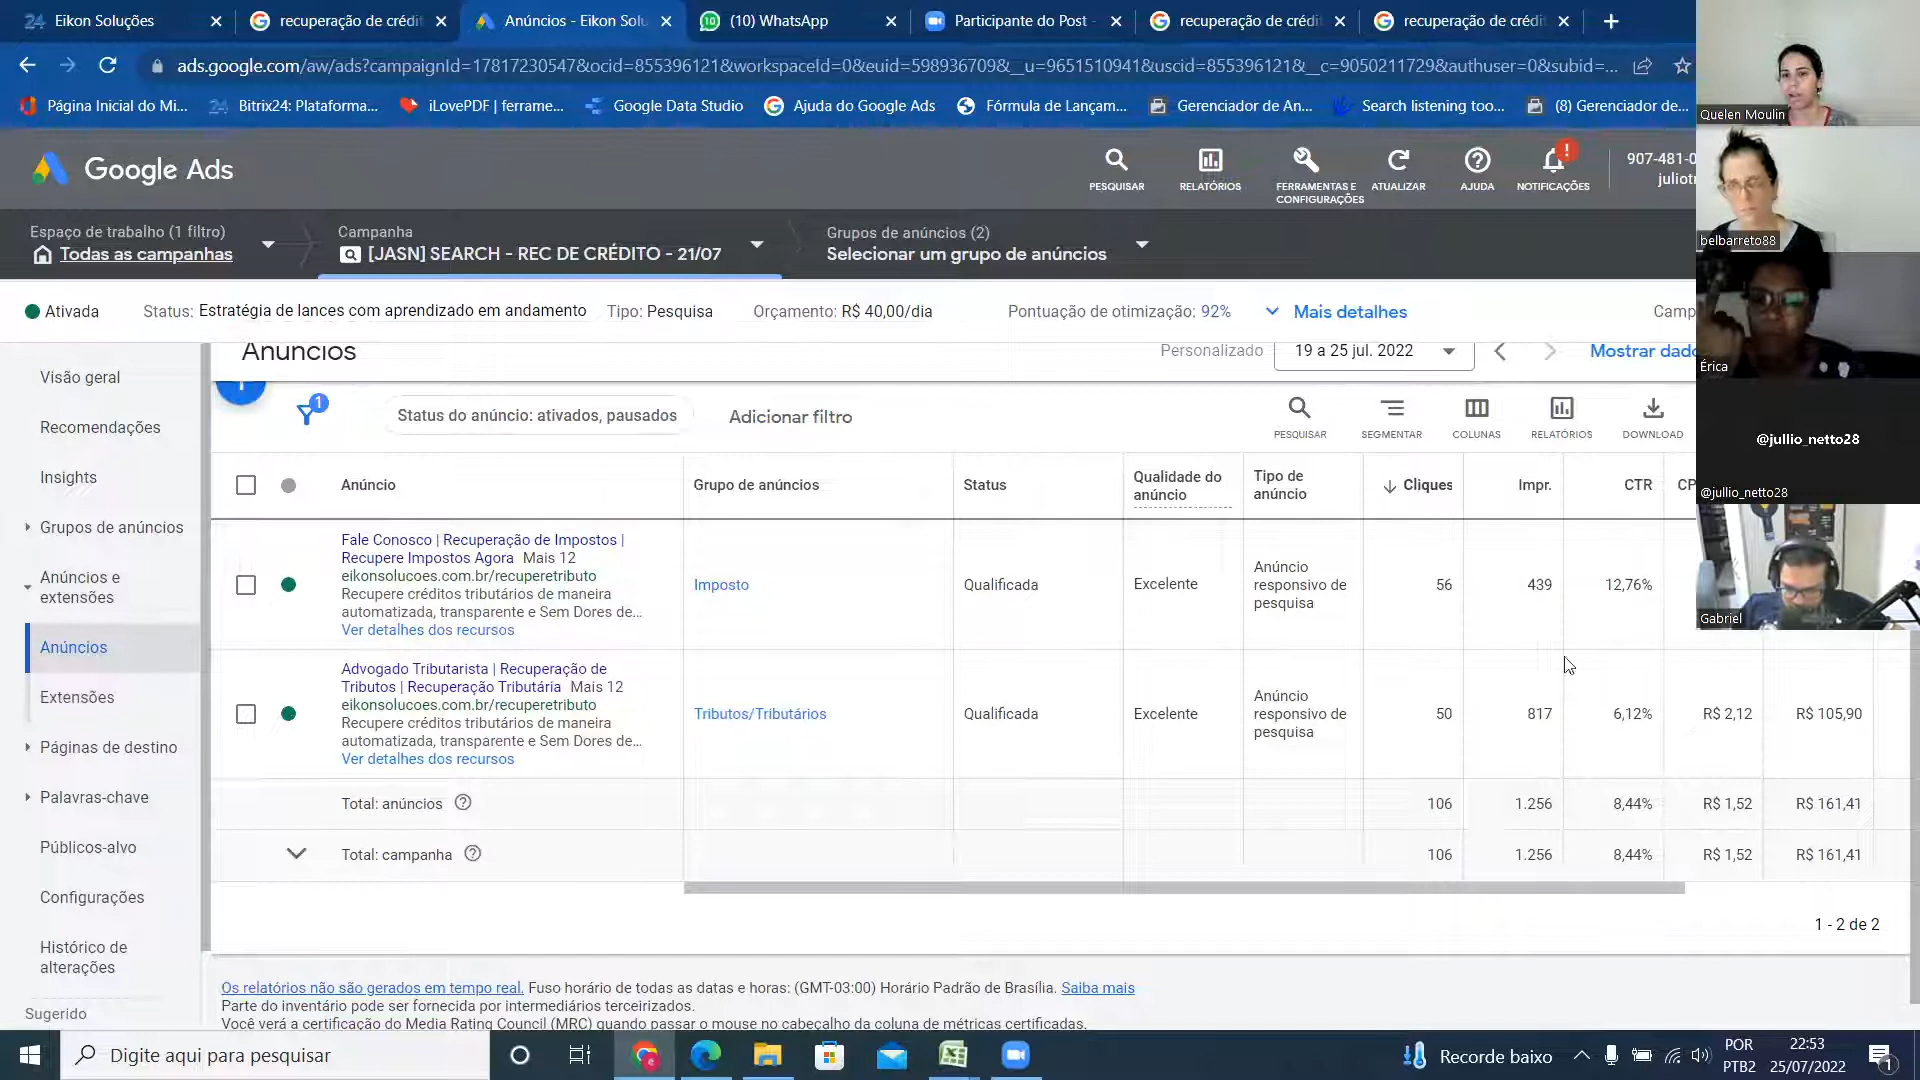 Eikon Soluções
recuperação de crédi
Anúncios - Eikon Solu
(10) WhatsApp
Participante do Post -
recuperação de crédi
recuperação de crédi
ads.google.com/aw/ads?campaignId=17817230547&ocid=855396121&workspaceId=0&euid=598936709&__u=9651510941&uscid=855396121&__c=9050211729&authuser=0&subid=...
Página Inicial do Mi...
Bitrix24: Plataforma...
iLovePDF | ferrame...
Google Data Studio
Ajuda do Google Ads
Fórmula de Lançam...
Gerenciador de An...
Search listening too...
(8) Gerenciador de...
Google Ads
PESQUISAR
RELATÓRIOS
FERRAMENTAS E
CONFIGURAÇÕES
ATUALIZAR
AJUDA
NOTIFICAÇÕES
907-481-0
juliotr
Espaço de trabalho (1 filtro)
Todas as campanhas
Campanha
[JASN] SEARCH - REC DE CRÉDITO - 21/07
Grupos de anúncios (2)
Selecionar um grupo de anúncios
Ativada
Status: Estratégia de lances com aprendizado em andamento
Tipo: Pesquisa
Orçamento: R$ 40,00/dia
Pontuação de otimização: 92%
Mais detalhes
Camp
Visão geral
Recomendações
Insights
Grupos de anúncios
Anúncios e
extensões
Anúncios
Extensões
Páginas de destino
Palavras-chave
Públicos-alvo
Configurações
Histórico de
alterações
Sugerido
Anúncios
Personalizado
19 a 25 jul. 2022
Mostrar dado
1
Status do anúncio: ativados, pausados
Adicionar filtro
PESQUISAR
SEGMENTAR
COLUNAS
RELATÓRIOS
DOWNLOAD
Anúncio
Grupo de anúncios
Status
Qualidade do
anúncio
Tipo de
anúncio
Cliques
Impr.
CTR
CP
Fale Conosco | Recuperação de Impostos |
Recupere Impostos Agora Mais 12
eikonsolucoes.com.br/recuperetributo
Recupere créditos tributários de maneira
automatizada, transparente e Sem Dores de...
Ver detalhes dos recursos
Imposto
Qualificada
Excelente
Anúncio
responsivo de
pesquisa
56
439
12,76%
Advogado Tributarista | Recuperação de
Tributos | Recuperação Tributária Mais 12
eikonsolucoes.com.br/recuperetributo
Recupere créditos tributários de maneira
automatizada, transparente e Sem Dores de...
Ver detalhes dos recursos
Tributos/Tributários
Qualificada
Excelente
Anúncio
responsivo de
pesquisa
50
817
6,12%
R$ 2,12
R$ 105,90
Total: anúncios
106
1.256
8,44%
R$ 1,52
R$ 161,41
Total: campanha
106
1.256
8,44%
R$ 1,52
R$ 161,41
1 - 2 de 2
Os relatórios não são gerados em tempo real. Fuso horário de todas as datas e horas: (GMT-03:00) Horário Padrão de Brasília. Saiba mais
Parte do inventário pode ser fornecida por intermediários terceirizados.
Você verá a certificação do Media Rating Council (MRC) quando passar o mouse no cabeçalho da coluna de métricas certificadas.
Quelen Moulin
belbarreto88
Érica
@jullio_netto28
@jullio_netto28
Gabriel
Digite aqui para pesquisar
Recorde baixo
POR
PTB2
22:53
25/07/2022
1